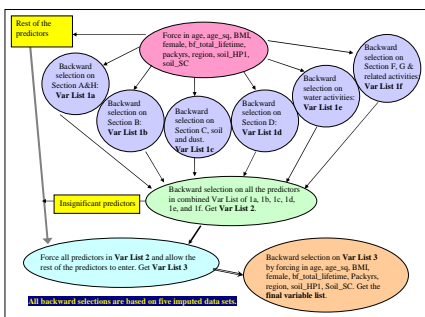 Rest of the
predictors
Force in age, age_sq, BMI,
female, bf_total_lifetime,
packyrs, region, soil_HP1,
soil_SC
Backward
selection on
Section A&H:
Var List 1a
Backward
selection on
Section B:
Var List 1b
Backward
selection on
Section C, soil
and dust.
Var List 1c
Backward
selection on
Section D:
Var List 1d
Backward
selection on
water activities:
Var List 1e
Backward
selection on
Section F, G &
related activities:
Var List 1f
Insignificant predictors
Backward selection on all the predictors
in combined Var List of 1a, 1b, 1c, 1d,
1e, and 1f. Get Var List 2.
Force all predictors in Var List 2 and allow the
rest of the predictors to enter. Get Var List 3
Backward selection on Var List 3
by forcing in age, age_sq, BMI,
female, bf_total_lifetime, Packyrs,
region, soil_HP1, Soil_SC. Get the
final variable list.
All backward selections are based on five imputed data sets.